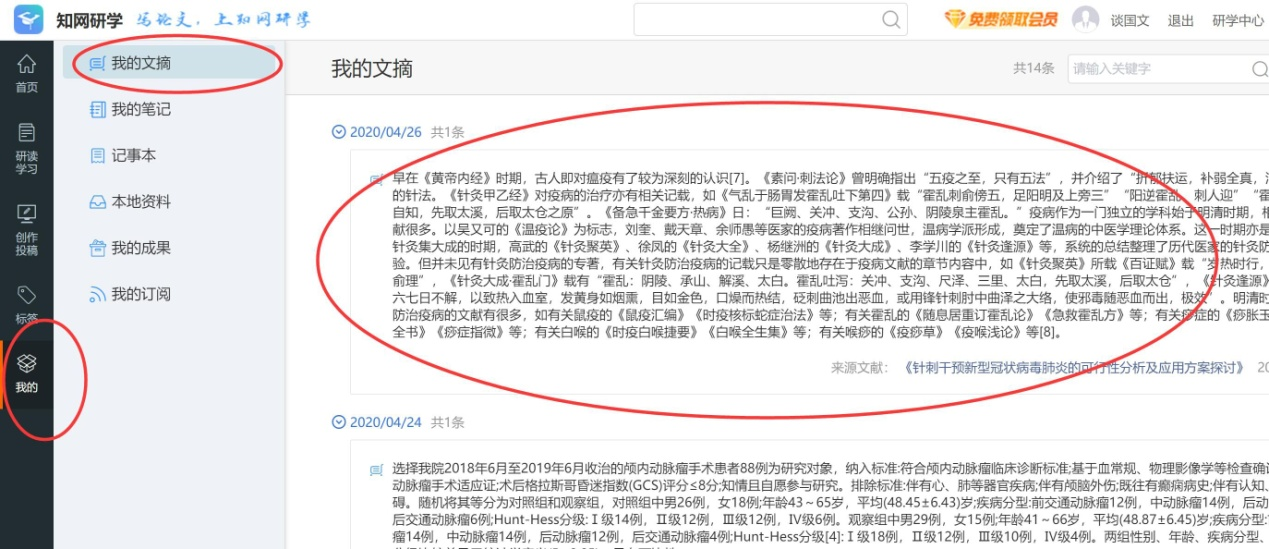 知网研学 写论文，上知网研学
免费领取会员 谈国文 退出 研学中心
首页
研读
学习
创作
投稿
标签
我的
我的文摘
我的笔记
记事本
本地资料
我的成果
我的订阅
我的文摘 共14条 请输入关键字
2020/04/26 共1条
早在《黄帝内经》时期，古人即对瘟疫有了较为深刻的认识[7]。《素问·刺法论》曾明确指出“五疫之至，只有五法”，并介绍了“折郁扶运，补弱全真，
的针法。《针灸甲乙经》对疫病的治疗亦有相关记载，如《气乱于肠胃发霍乱吐下第四》载“霍乱刺俞傍五，足阳明及上旁三”“阳逆霍乱，刺人迎”“霍
自知，先取太溪，后取太仓之原”。《备急千金要方·热病》日：“巨阙、关冲、支沟、公孙、阴陵泉主霍乱。”疫病作为一门独立的学科始于明清时期，相
献很多。以吴又可的《温疫论》为标志，刘奎、戴天章、余师愚等医家的疫病著作相继问世，温病学派形成，奠定了温病的中医学理论体系。这一时期亦是
针灸集大成的时期，高武的《针灸聚英》、徐凤的《针灸大全》、杨继洲的《针灸大成》、李学川的《针灸逢源》等，系统的总结整理了历代医家的针灸防
验。但并未见有针灸防治疫病的专著，有关针灸防治疫病的记载只是零散地存在于疫病文献的章节内容中，如《针灸聚英》所载《百证赋》载“岁热时行，
俞理”，《针灸大成·霍乱门》载有“霍乱：阴陵、承山、解溪、太白。霍乱吐泻：关冲、支沟、尺泽、三里、太白，先取太溪，后取太仓”，《针灸
六七日不解，以致热入血室，发黄身如烟熏，目如金色，口燥而热结，砭刺曲池出恶血，或用锋针刺肘中曲泽之大络，使邪毒随恶血而出，极效”。明清时
防治疫病的文献有很多，如有关鼠疫的《鼠疫汇编》《时疫核标蛇症治法》等；有关霍乱的《随息居重订霍乱论》《急救霍乱方》等；有关痧症的《痧胀玉
全书》《痧症指微》等；有关白喉的《时疫白喉捷要》《白喉全生集》等；有关喉痧的《疫痧草》《疫喉浅论》等[8]。
来源文献：《针刺干预新型冠状病毒肺炎的可行性分析及应用方案探讨》 20
2020/04/24 共1条
选择我院2018年6月至2019年6月收治的颅内动脉瘤手术患者88例为研究对象，纳入标准:符合颅内动脉瘤临床诊断标准;基于血常规、物理影像学等检查确
动脉瘤手术适应证;术后格拉斯哥昏迷指数(GCS)评分≤8分;知情且自愿参与研究。排除标准:伴有心、肺等器官疾病;伴有颅脑外伤;既往有癫痫病史;伴有认知、
碍。随机将其等分为对照组和观察组，对照组中男26例，女18例;年龄43～65岁，平均(48.45±6.43)岁;疾病分型:前交通动脉瘤12例，中动脉瘤14例，后动
后交通动脉瘤6例;Hunt-Hess分级:Ⅰ级14例，Ⅱ级12例，Ⅲ级12例，Ⅳ级6例。观察组中男29例，女15例;年龄41～66岁，平均(48.87±6.45)岁;疾病分型:
瘤14例，中动脉瘤14例，后动脉瘤12例，后交通动脉瘤4例;Hunt-Hess分级[4]:Ⅰ级18例，Ⅱ级12例，Ⅲ级10例，Ⅳ级4例。两组性别、年龄、疾病分型、